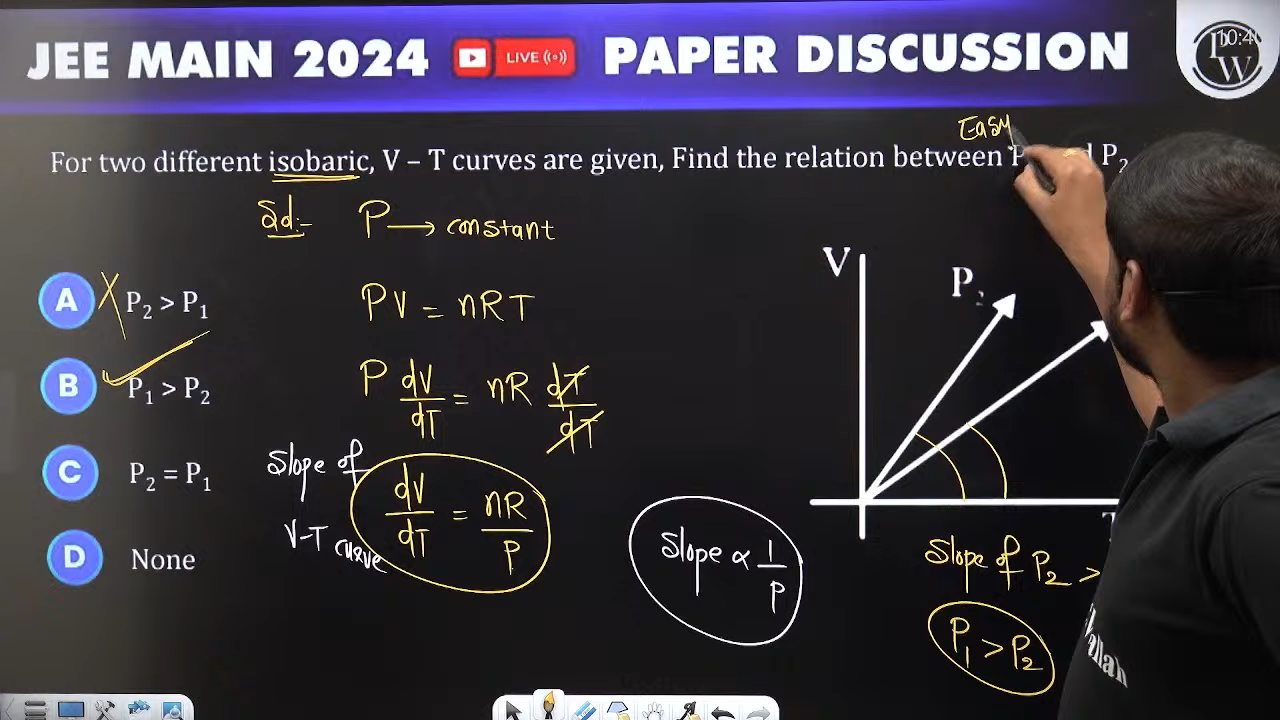 JEE MAIN 2024 LIVE PAPER DISCUSSION
Easy
For two different isobaric, V – T curves are given, Find the relation between P₂
Sol:- P → constant
A P₂ > P₁
PV = nRT
B P₁ > P₂
P dV/dT = nR dT/dT
C P₂ = P₁
Slope of V-T curve
dV/dT = nR/P
D None
Slope ∝ 1/P
V
P₂
Slope of P₂ >
P₁ > P₂